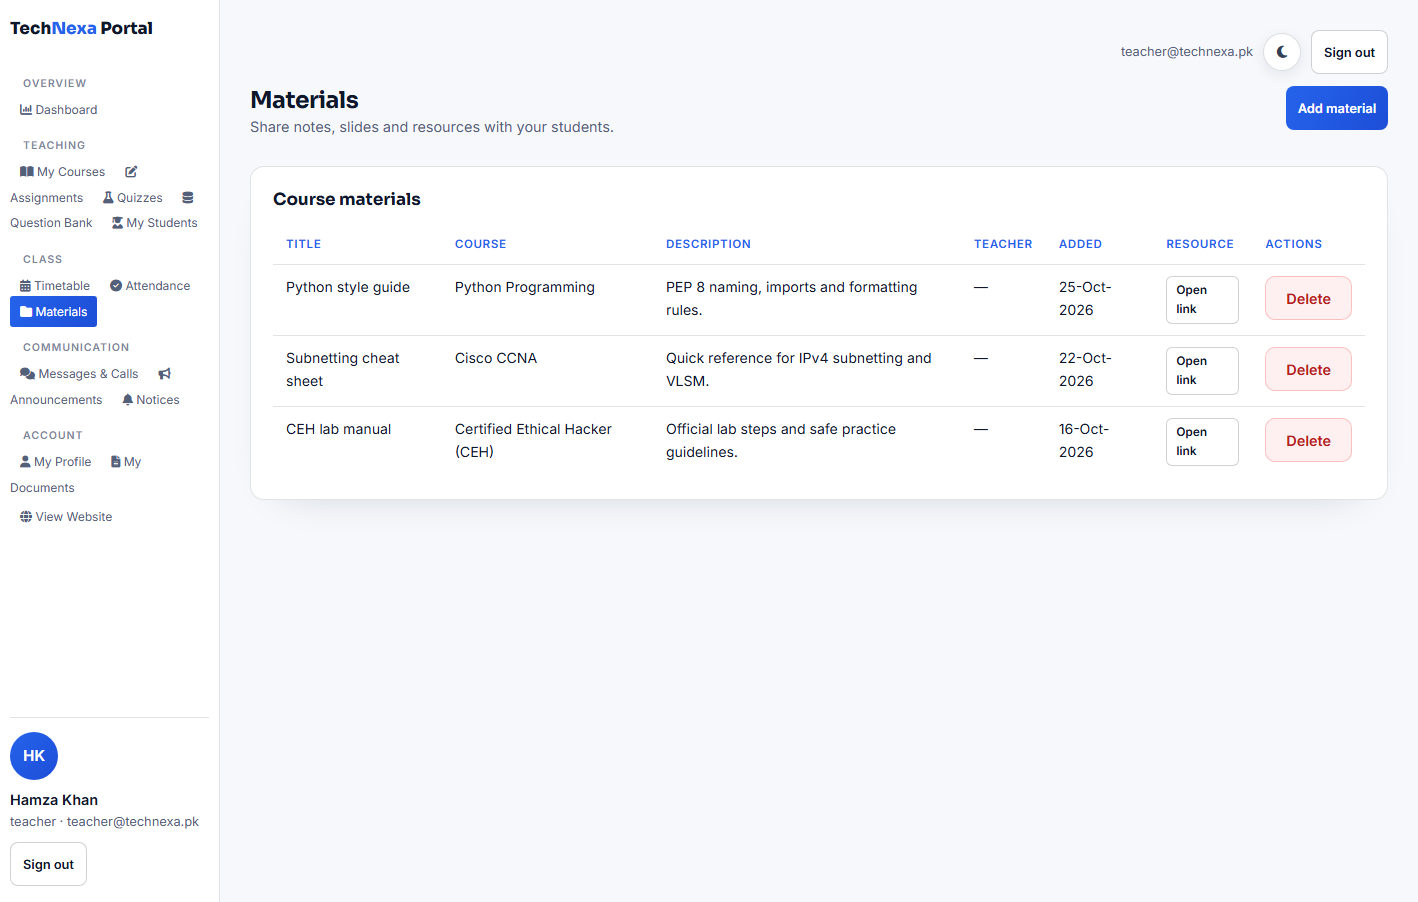 TechNexa Portal
OVERVIEW
Dashboard
TEACHING
My Courses
Assignments Quizzes
Question Bank My Students
CLASS
Timetable Attendance
Materials
COMMUNICATION
Messages & Calls
Announcements Notices
ACCOUNT
My Profile My
Documents
View Website
HK
Hamza Khan
teacher · teacher@technexa.pk
Sign out
teacher@technexa.pk Sign out
Materials
Share notes, slides and resources with your students.
Add material
Course materials
TITLE COURSE DESCRIPTION TEACHER ADDED RESOURCE ACTIONS
Python style guide Python Programming PEP 8 naming, imports and formatting — 25-Oct- Open Delete
rules. 2026 link
Subnetting cheat Cisco CCNA Quick reference for IPv4 subnetting and — 22-Oct- Open Delete
sheet VLSM. 2026 link
CEH lab manual Certified Ethical Hacker Official lab steps and safe practice — 16-Oct- Open Delete
(CEH) guidelines. 2026 link